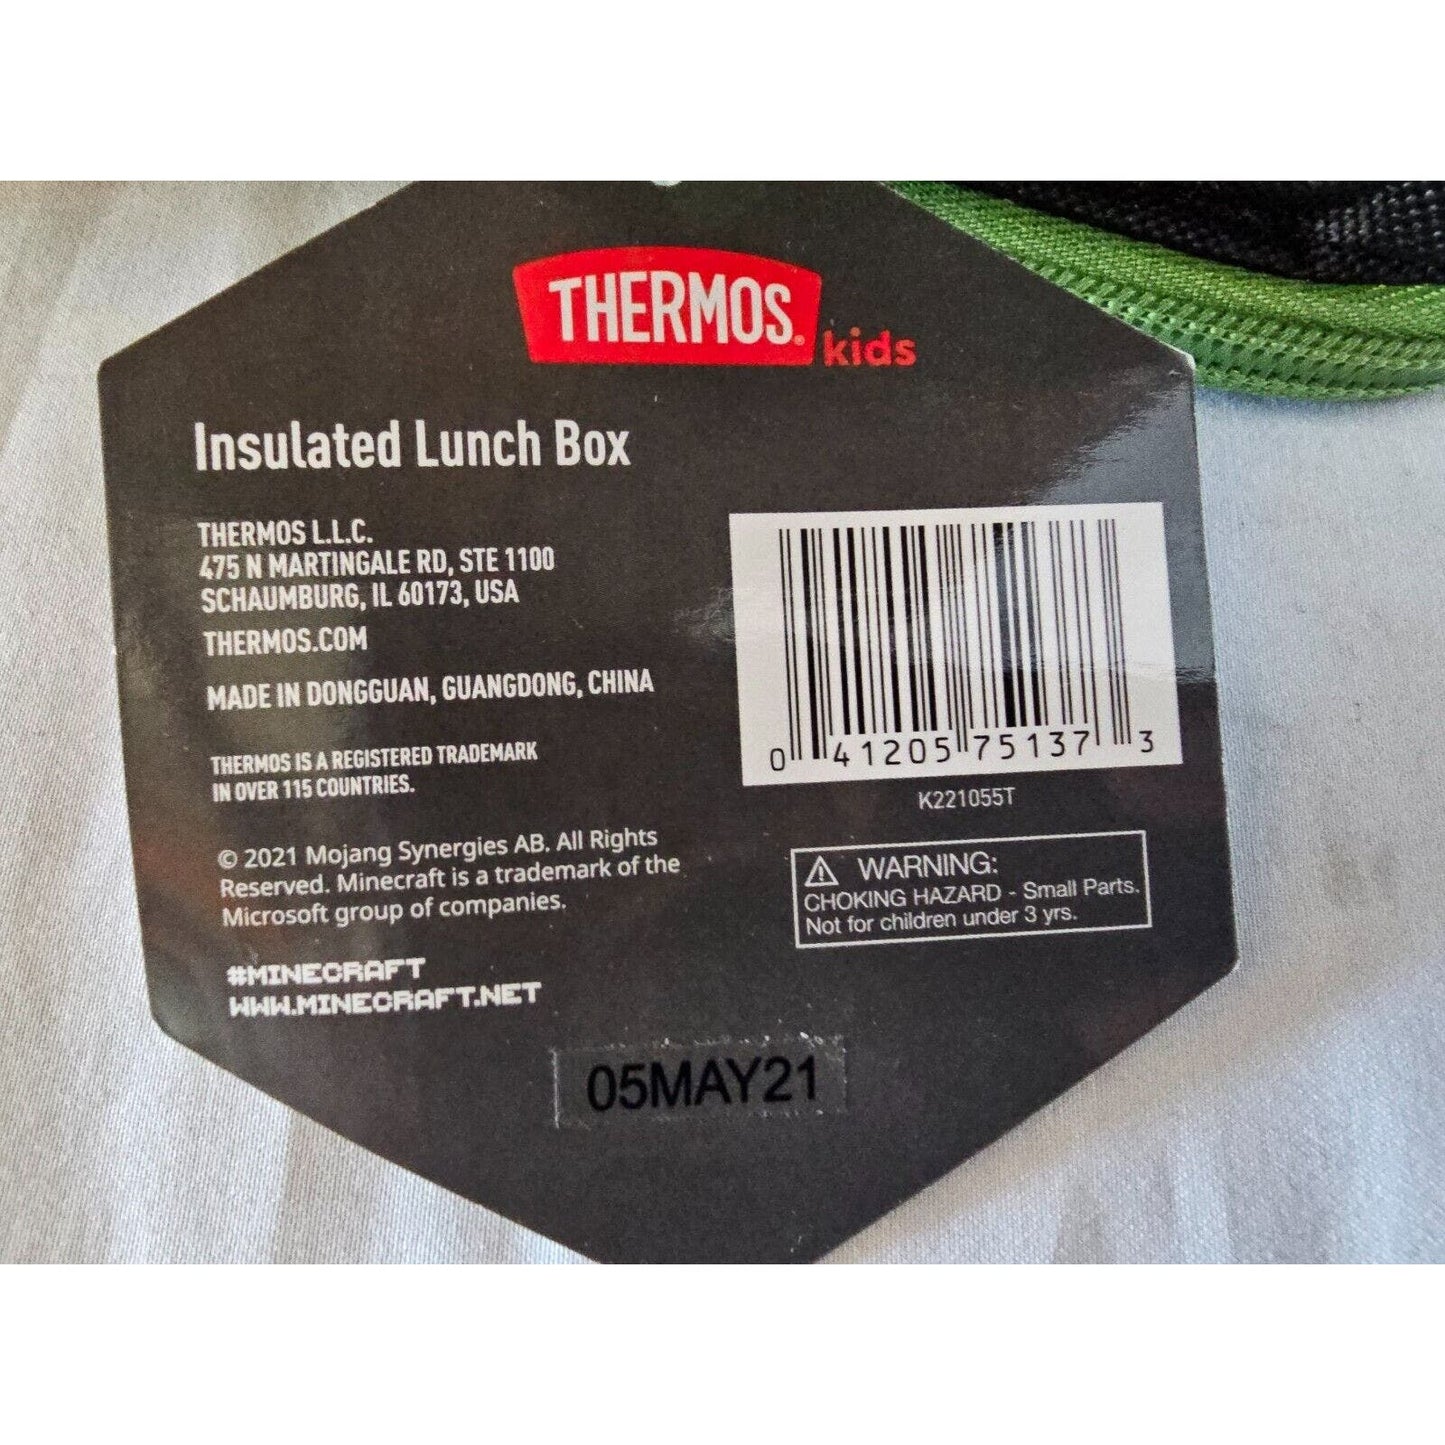 THERMOS® kids
Insulated Lunch Box
THERMOS L.L.C.
475 N MARTINGALE RD, STE 1100
SCHAUMBURG, IL 60173, USA
THERMOS.COM
MADE IN DONGGUAN, GUANGDONG, CHINA
THERMOS IS A REGISTERED TRADEMARK
IN OVER 115 COUNTRIES.
© 2021 Mojang Synergies AB. All Rights
Reserved. Minecraft is a trademark of the
Microsoft group of companies.
#MINECRAFT
WWW.MINECRAFT.NET
0 41205 75137 3
K221055T
⚠ WARNING:
CHOKING HAZARD - Small Parts.
Not for children under 3 yrs.
05MAY21